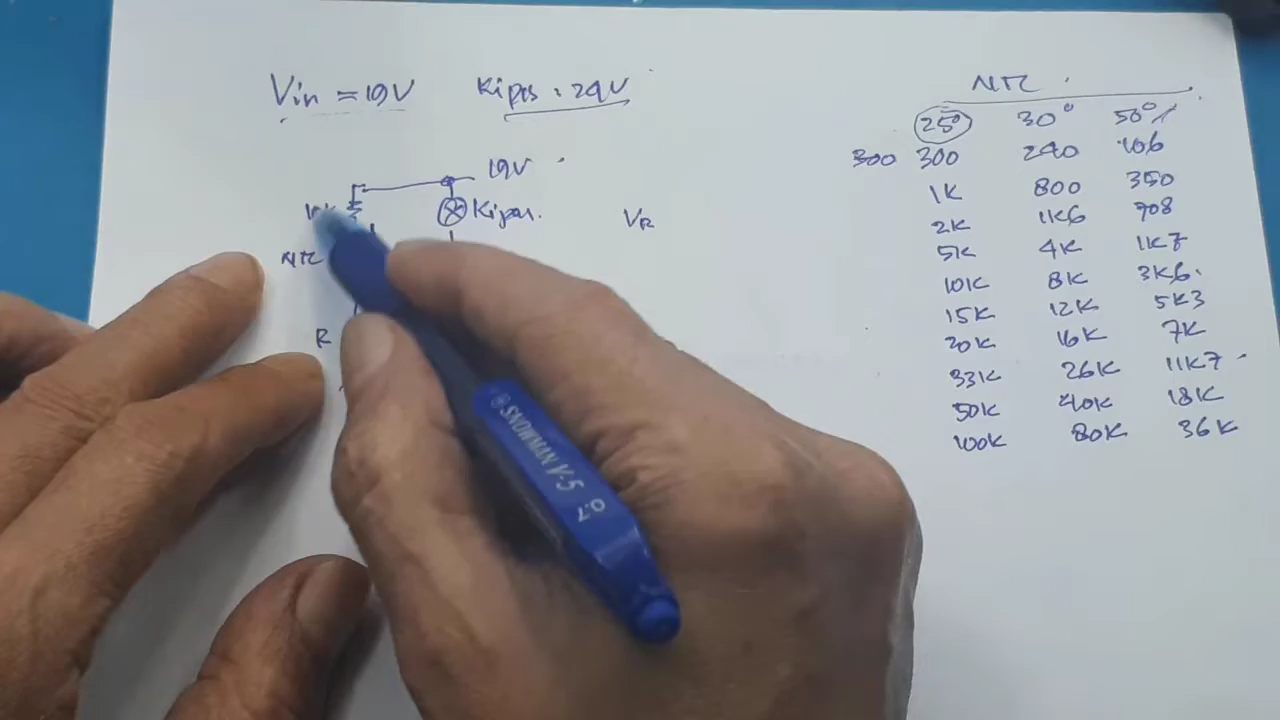 Vin = 19V
Kipas . 24V
19V
10K
Kipas.
NTC
R
VR
NTC
25° 30° 50°
300 300 240 106
1K 800 350
2K 1K6 708
5K 4K 1K7
10K 8K 3K6.
15K 12K 5K3
20K 16K 7K
33K 26K 11K7
50K 40K 18K
100K 80K 36K
SNOWMAN V-5 0.7